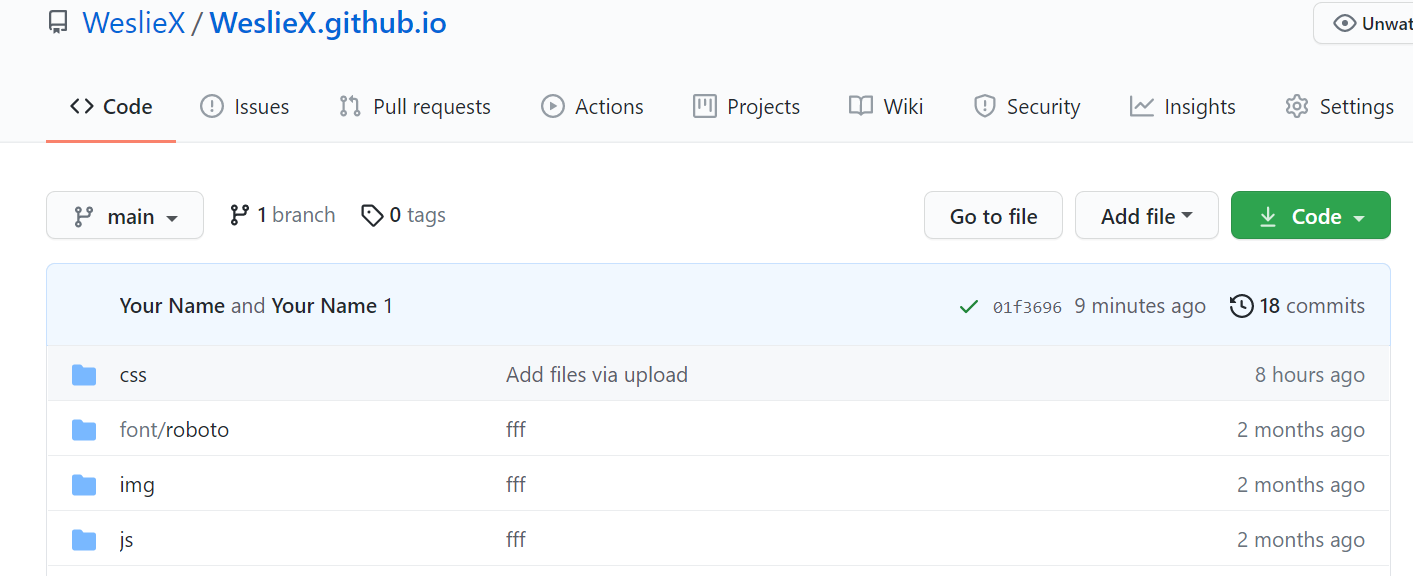 WeslieX / WeslieX.github.io
Unwat
Code Issues Pull requests Actions Projects Wiki Security Insights Settings
main 1 branch 0 tags Go to file Add file Code
Your Name and Your Name 1 01f3696 9 minutes ago 18 commits
css Add files via upload 8 hours ago
font/roboto fff 2 months ago
img fff 2 months ago
js fff 2 months ago